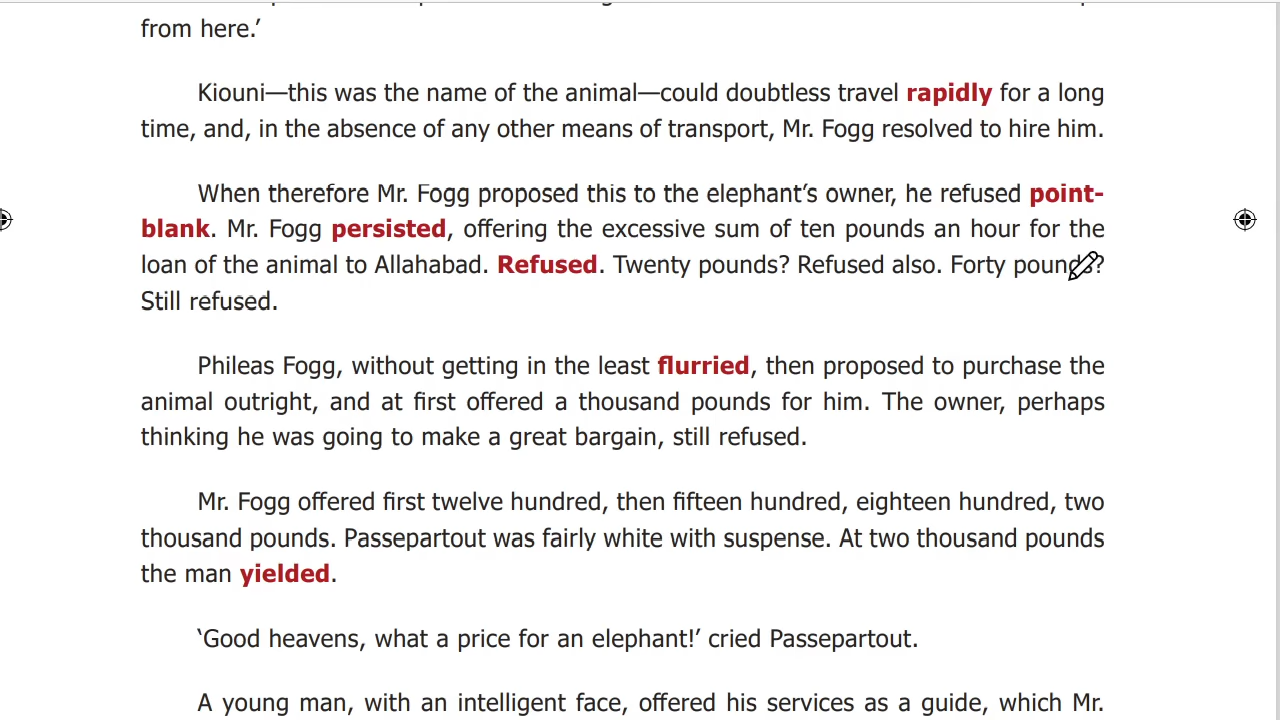 from here.’
Kiouni—this was the name of the animal—could doubtless travel rapidly for a long
time, and, in the absence of any other means of transport, Mr. Fogg resolved to hire him.
When therefore Mr. Fogg proposed this to the elephant’s owner, he refused point-
blank. Mr. Fogg persisted, offering the excessive sum of ten pounds an hour for the
loan of the animal to Allahabad. Refused. Twenty pounds? Refused also. Forty pounds?
Still refused.
Phileas Fogg, without getting in the least flurried, then proposed to purchase the
animal outright, and at first offered a thousand pounds for him. The owner, perhaps
thinking he was going to make a great bargain, still refused.
Mr. Fogg offered first twelve hundred, then fifteen hundred, eighteen hundred, two
thousand pounds. Passepartout was fairly white with suspense. At two thousand pounds
the man yielded.
‘Good heavens, what a price for an elephant!’ cried Passepartout.
A young man, with an intelligent face, offered his services as a guide, which Mr.